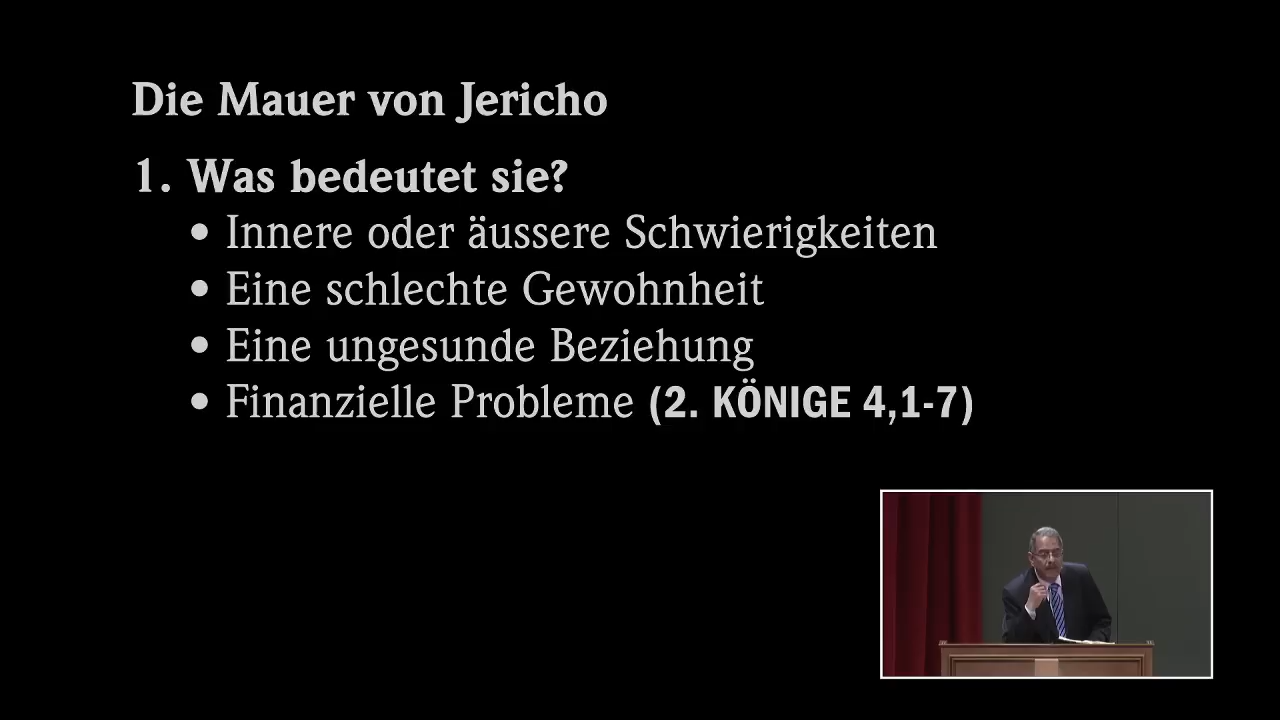 Die Mauer von Jericho
1. Was bedeutet sie?
• Innere oder äussere Schwierigkeiten
• Eine schlechte Gewohnheit
• Eine ungesunde Beziehung
• Finanzielle Probleme (2. KÖNIGE 4,1-7)